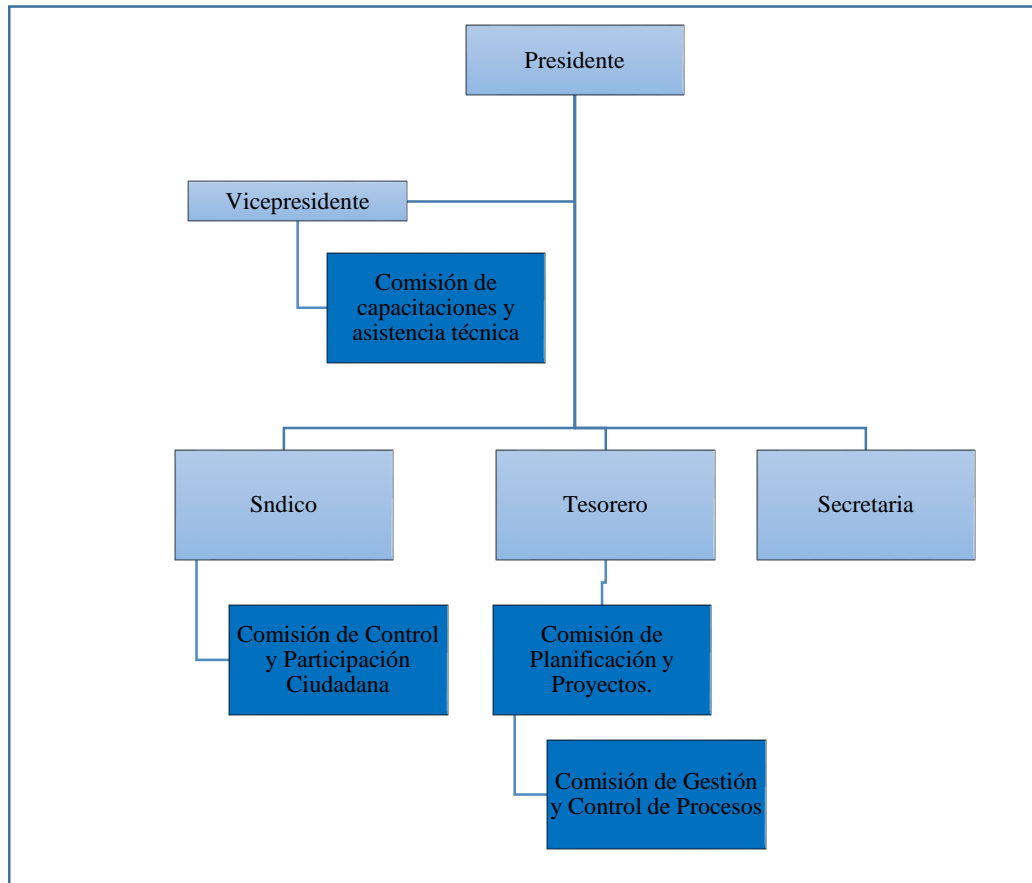 Presidente
Vicepresidente
Comisión de
capacitaciones y
asistencia técnica
Sndico
Tesorero
Secretaria
Comisión de Control
y Participación
Ciudadana
Comisión de
Planificación y
Proyectos.
Comisión de Gestión
y Control de Procesos